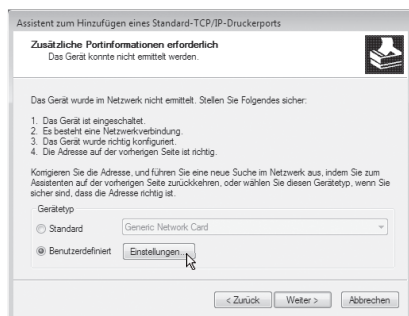 Assistent zum Hinzufügen eines Standard-TCP/IP-Druckerports
Zusätzliche Portinformationen erforderlich
Das Gerät konnte nicht ermittelt werden.
Das Gerät wurde im Netzwerk nicht ermittelt. Stellen Sie Folgendes sicher:
1. Das Gerät ist eingeschaltet.
2. Es besteht eine Netzwerkverbindung.
3. Das Gerät wurde richtig konfiguriert.
4. Die Adresse auf der vorherigen Seite ist richtig.
Korrigieren Sie die Adresse, und führen Sie eine neue Suche im Netzwerk aus, indem Sie zum
Assistenten auf der vorherigen Seite zurückkehren, oder wählen Sie diesen Gerätetyp, wenn Sie
sicher sind, dass die Adresse richtig ist.
Gerätetyp
Standard Generic Network Card
Benutzerdefiniert Einstellungen...
< Zurück Weiter > Abbrechen